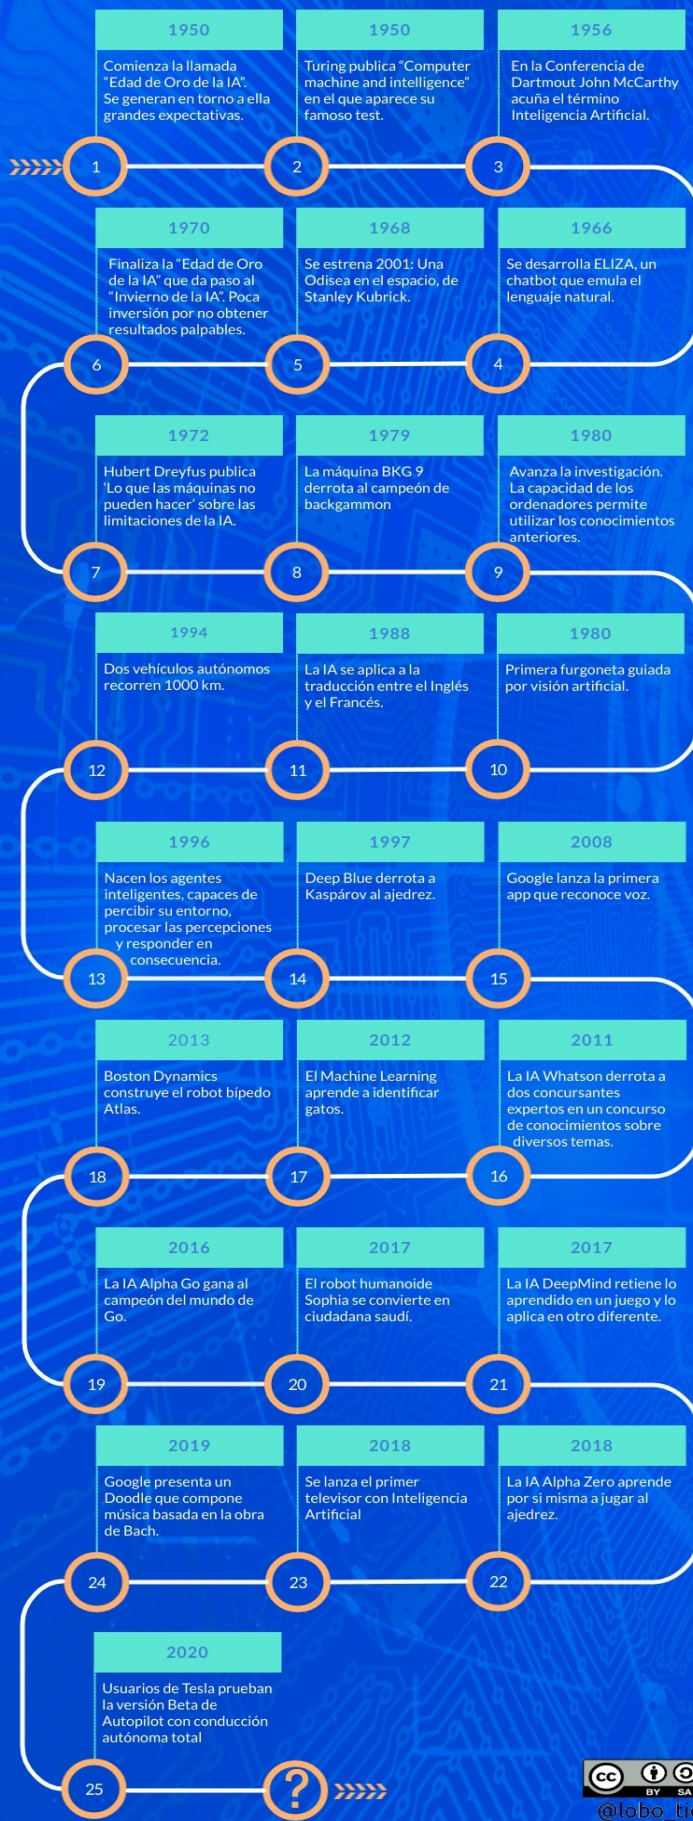 1950
Comienza la llamada
“Edad de Oro de la IA”.
Se generan en torno a ella
grandes expectativas.
1
1950
Turing publica “Computer
machine and intelligence”
en el que aparece su
famoso test.
2
1956
En la Conferencia de
Dartmout John McCarthy
acuña el término
Inteligencia Artificial.
3
1966
Se desarrolla ELIZA, un
chatbot que emula el
lenguaje natural.
4
1968
Se estrena 2001: Una
Odisea en el espacio, de
Stanley Kubrick.
5
1970
Finaliza la “Edad de Oro
de la IA” que da paso al
“Invierno de la IA”. Poca
inversión por no obtener
resultados palpables.
6
1972
Hubert Dreyfus publica
‘Lo que las máquinas no
pueden hacer’ sobre las
limitaciones de la IA.
7
1979
La máquina BKG 9
derrota al campeón de
backgammon
8
1980
Avanza la investigación.
La capacidad de los
ordenadores permite
utilizar los conocimientos
anteriores.
9
1980
Primera furgoneta guiada
por visión artificial.
10
1988
La IA se aplica a la
traducción entre el Inglés
y el Francés.
11
1994
Dos vehículos autónomos
recorren 1000 km.
12
1996
Nacen los agentes
inteligentes, capaces de
percibir su entorno,
procesar las percepciones
y responder en
consecuencia.
13
1997
Deep Blue derrota a
Kaspárov al ajedrez.
14
2008
Google lanza la primera
app que reconoce voz.
15
2011
La IA Whatson derrota a
dos concursantes
expertos en un concurso
de conocimientos sobre
diversos temas.
16
2012
El Machine Learning
aprende a identificar
gatos.
17
2013
Boston Dynamics
construye el robot bípedo
Atlas.
18
2016
La IA Alpha Go gana al
campeón del mundo de
Go.
19
2017
El robot humanoide
Sophia se convierte en
ciudadana saudí.
20
2017
La IA DeepMind retiene lo
aprendido en un juego y lo
aplica en otro diferente.
21
2018
La IA Alpha Zero aprende
por si misma a jugar al
ajedrez.
22
2018
Se lanza el primer
televisor con Inteligencia
Artificial
23
2019
Google presenta un
Doodle que compone
música basada en la obra
de Bach.
24
2020
Usuarios de Tesla prueban
la versión Beta de
Autopilot con conducción
autónoma total
25
?
cc
BY SA